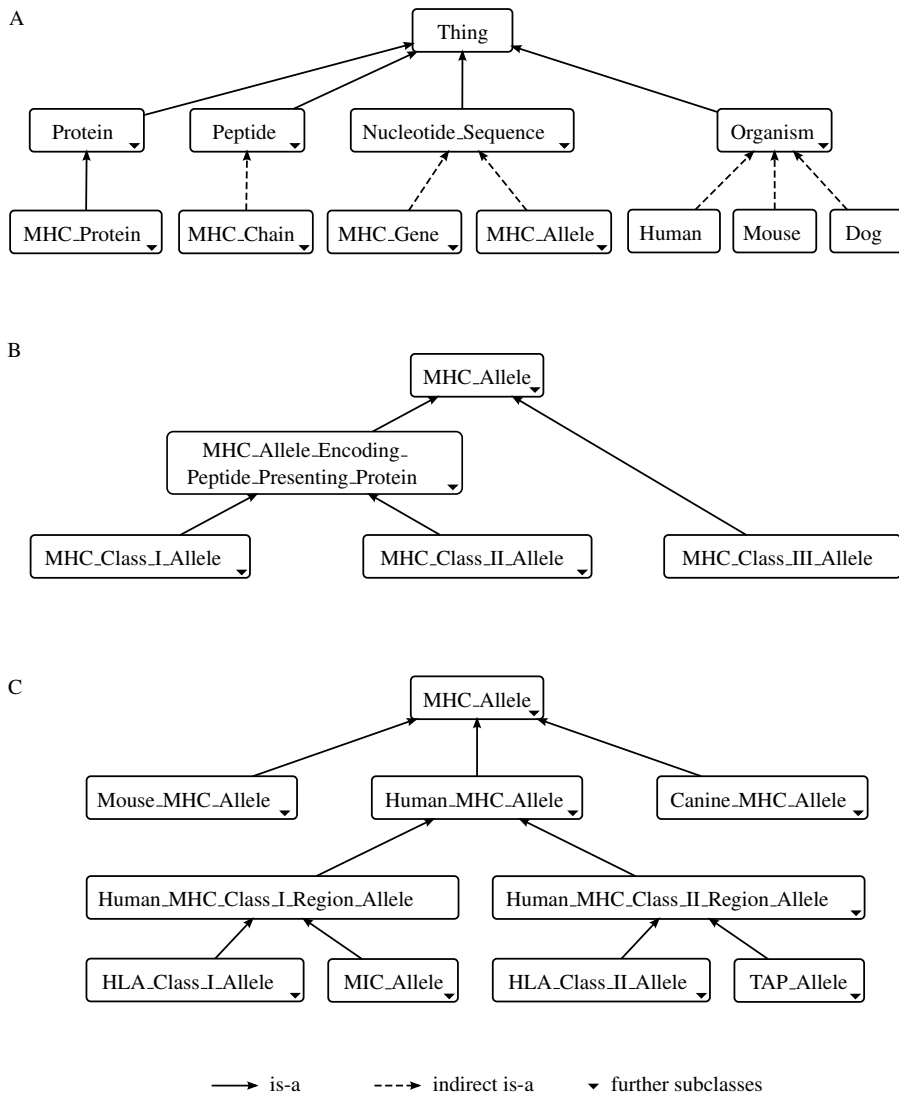 A
Thing
Protein
Peptide
Nucleotide_Sequence
Organism
MHC_Protein
MHC_Chain
MHC_Gene
MHC_Allele
Human
Mouse
Dog
B
MHC_Allele
MHC_Allele_Encoding_
Peptide_Presenting_Protein
MHC_Class_I_Allele
MHC_Class_II_Allele
MHC_Class_III_Allele
C
MHC_Allele
Mouse_MHC_Allele
Human_MHC_Allele
Canine_MHC_Allele
Human_MHC_Class_I_Region_Allele
Human_MHC_Class_II_Region_Allele
HLA_Class_I_Allele
MIC_Allele
HLA_Class_II_Allele
TAP_Allele
is-a
indirect is-a
further subclasses